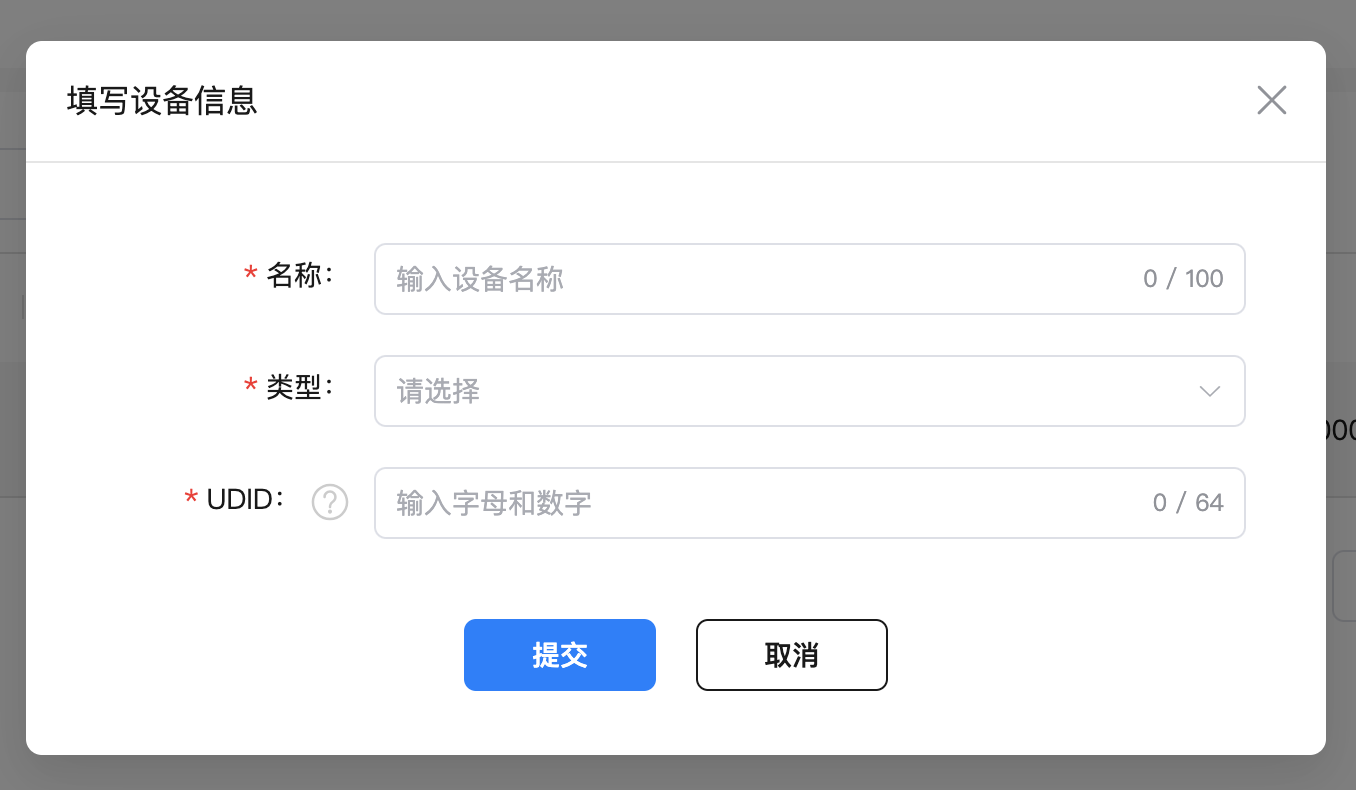 填写设备信息
* 名称：
输入设备名称 0 / 100
* 类型：
请选择
* UDID： ?
输入字母和数字 0 / 64
提交 取消